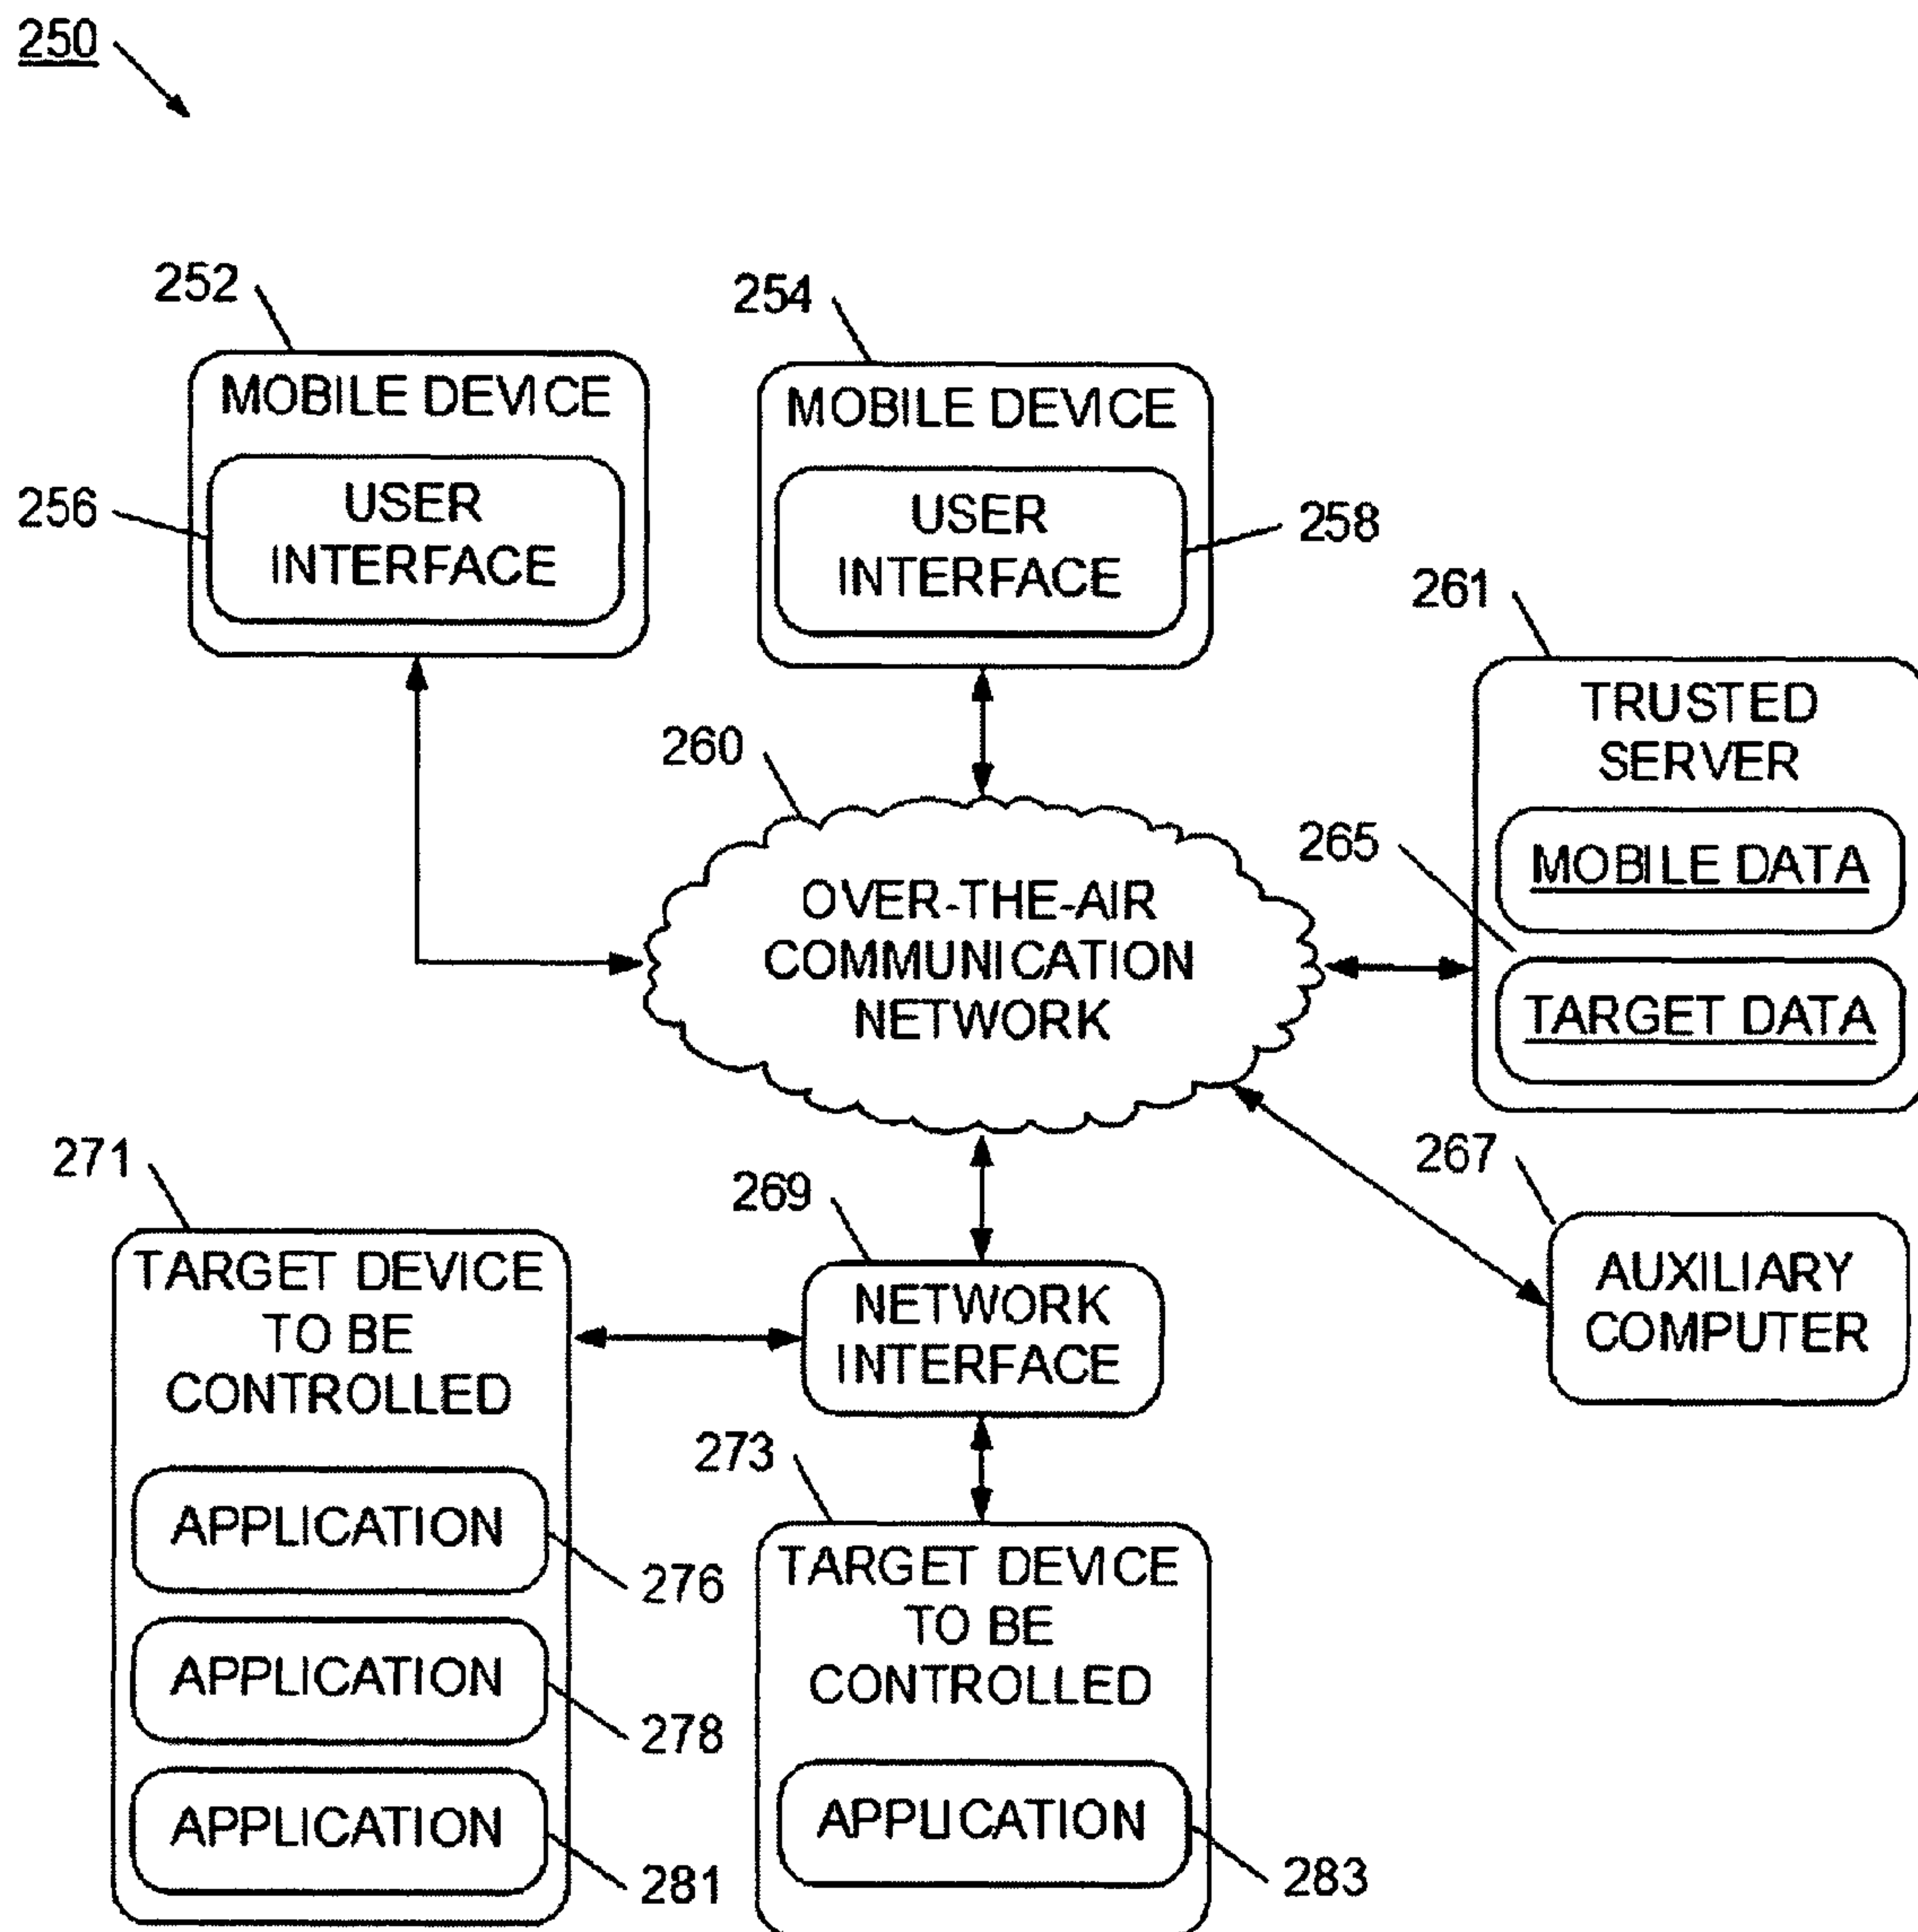 250
252
254
MOBILE DEVICE
USER
INTERFACE
256
MOBILE DEVICE
USER
INTERFACE
258
261
TRUSTED
SERVER
MOBILE DATA
265
TARGET DATA
260
OVER-THE-AIR
COMMUNICATION
NETWORK
271
TARGET DEVICE
TO BE
CONTROLLED
APPLICATION
276
APPLICATION
278
APPLICATION
281
269
NETWORK
INTERFACE
267
AUXILIARY
COMPUTER
273
TARGET DEVICE
TO BE
CONTROLLED
APPLICATION
283